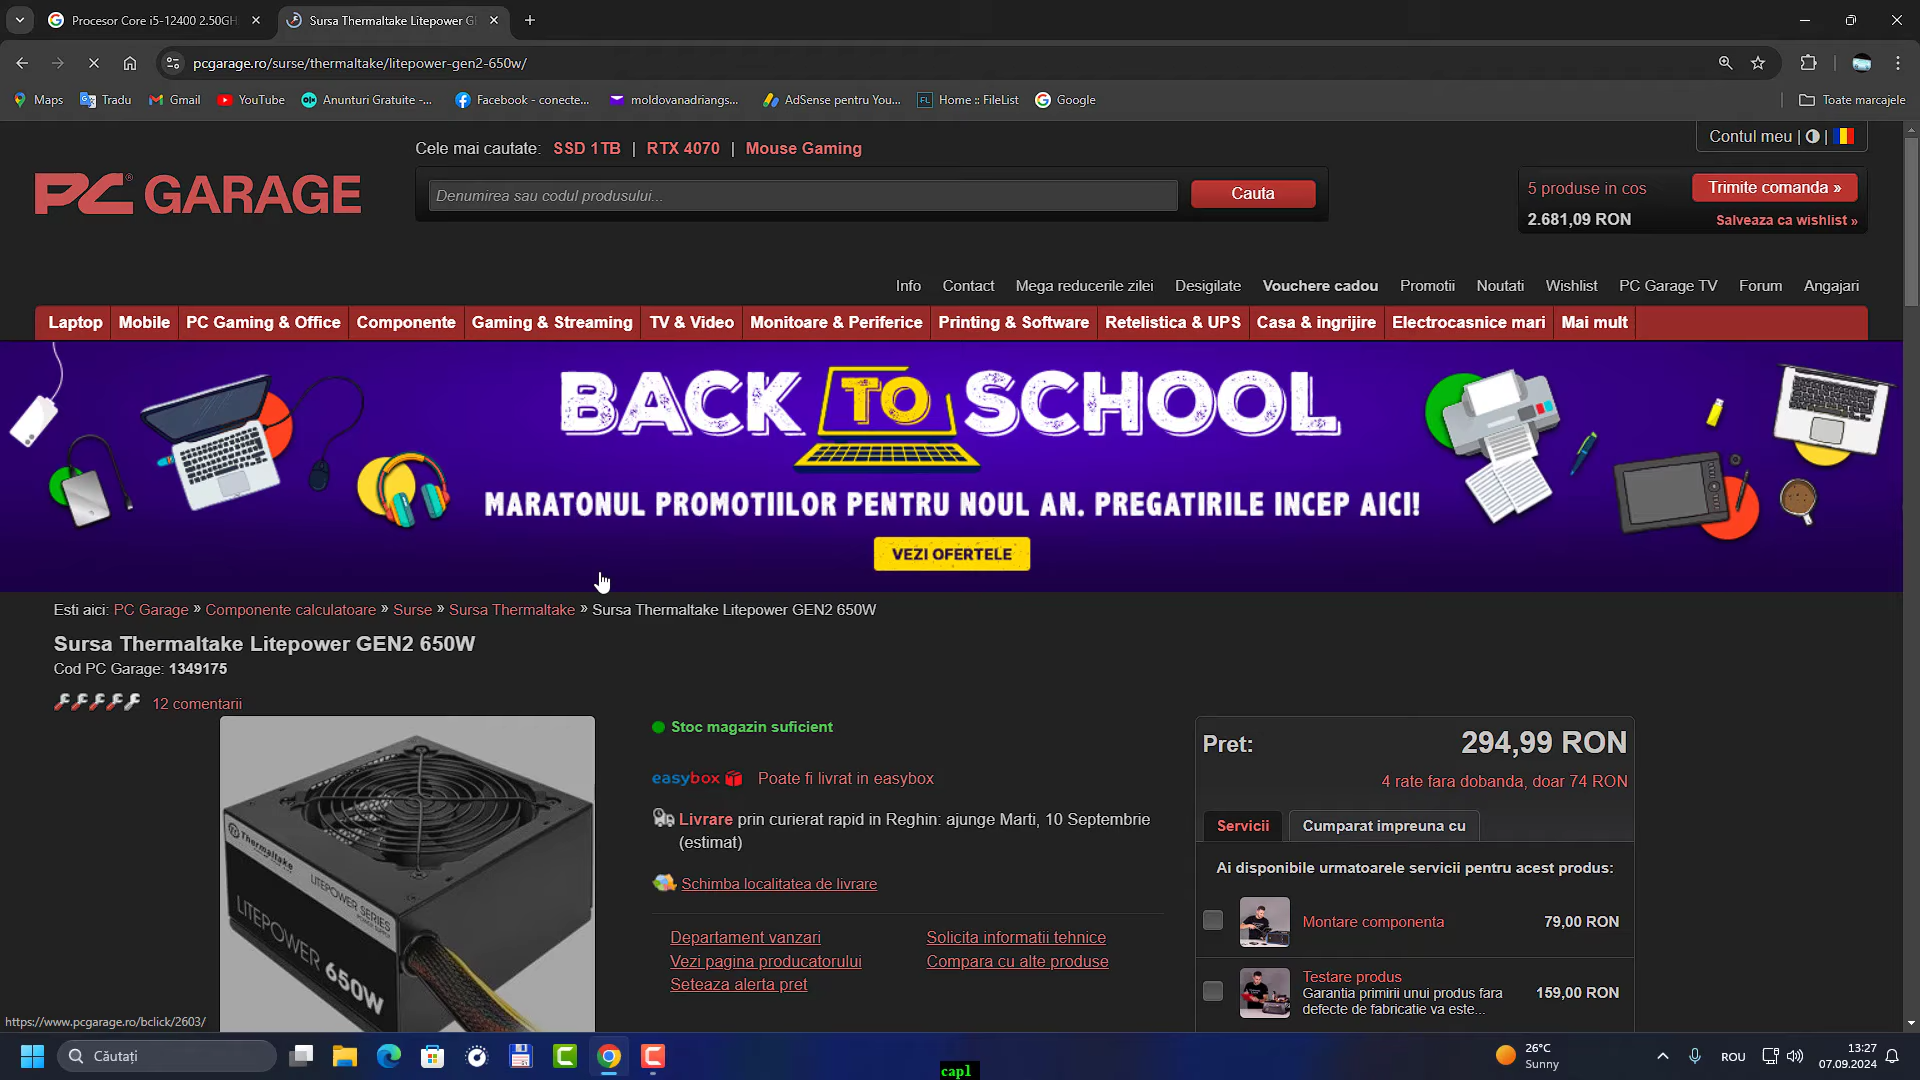 Procesor Core i5-12400 2.50GH
Sursa Thermaltake Litepower G
pcgarage.ro/surse/thermaltake/litepower-gen2-650w/
Maps
Tradu
Gmail
YouTube
Anunturi Gratuite -...
Facebook - conecte...
moldovanadriangs...
AdSense pentru You...
FL
Home :: FileList
Google
Toate marcajele
Contul meu |
Cele mai cautate: SSD 1TB | RTX 4070 | Mouse Gaming
PC GARAGE
Denumirea sau codul produsului...
Cauta
5 produse in cos
Trimite comanda »
2.681,09 RON
Salveaza ca wishlist »
Info Contact Mega reducerile zilei Desigilate Vouchere cadou Promotii Noutati Wishlist PC Garage TV Forum Angajari
Laptop Mobile PC Gaming & Office Componente Gaming & Streaming TV & Video Monitoare & Periferice Printing & Software Retelistica & UPS Casa & ingrijire Electrocasnice mari Mai mult
BACK TO SCHOOL
MARATONUL PROMOTIILOR PENTRU NOUL AN. PREGATIRILE INCEP AICI!
VEZI OFERTELE
Esti aici: PC Garage » Componente calculatoare » Surse » Sursa Thermaltake » Sursa Thermaltake Litepower GEN2 650W
Sursa Thermaltake Litepower GEN2 650W
Cod PC Garage: 1349175
12 comentarii
Thermaltake
LITEPOWER SERIES
LITEPOWER 650W
Stoc magazin suficient
easybox
Poate fi livrat in easybox
Livrare prin curierat rapid in Reghin: ajunge Marti, 10 Septembrie
(estimat)
Schimba localitatea de livrare
Departament vanzari
Solicita informatii tehnice
Vezi pagina producatorului
Compara cu alte produse
Seteaza alerta pret
Pret:
294,99 RON
4 rate fara dobanda, doar 74 RON
Servicii
Cumparat impreuna cu
Ai disponibile urmatoarele servicii pentru acest produs:
Montare componenta
79,00 RON
Testare produs
Garantia primirii unui produs fara
defecte de fabricatie va este...
159,00 RON
https://www.pcgarage.ro/bclick/2603/
Căutați
capl
26°C
Sunny
ROU
13:27
07.09.2024